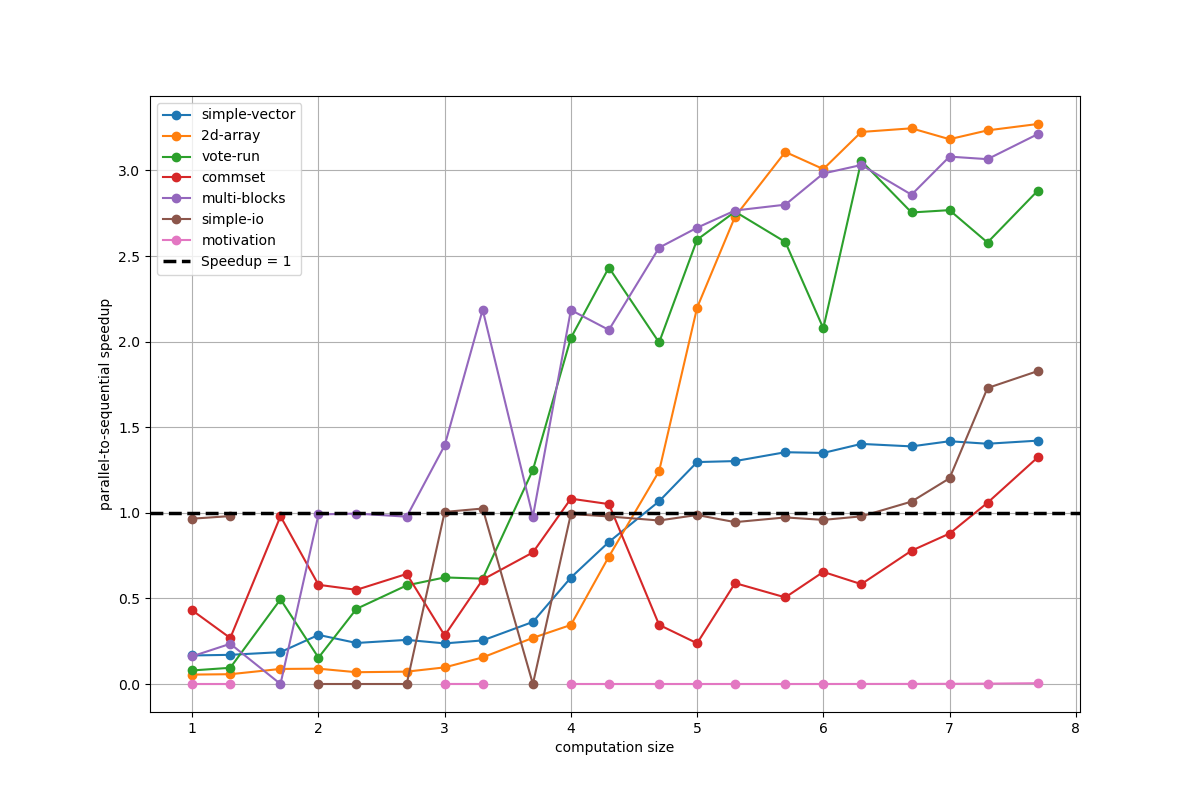 simple-vector
2d-array
vote-run
commset
multi-blocks
simple-io
motivation
Speedup = 1
parallel-to-sequential speedup
3.0
2.5
2.0
1.5
1.0
0.5
0.0
1 2 3 4 5 6 7 8
computation size